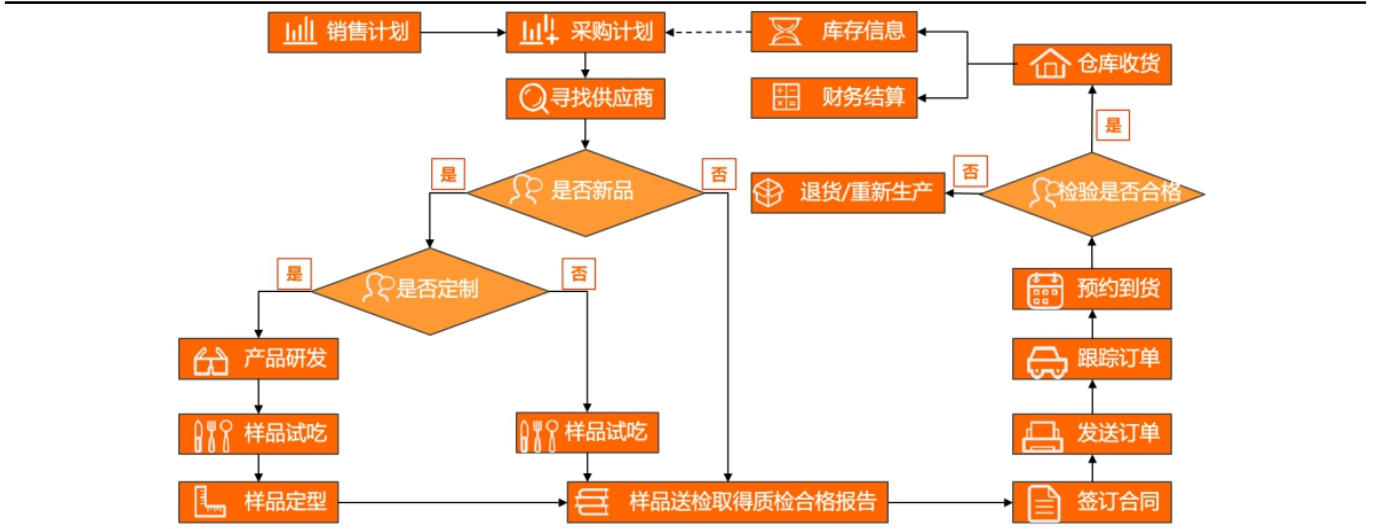 销售计划
采购计划
库存信息
仓库收货
寻找供应商
财务结算
是
是
否
是否新品
退货/重新生产
否
检验是否合格
是
否
是否定制
预约到货
产品研发
跟踪订单
样品试吃
样品试吃
发送订单
样品定型
样品送检取得质检合格报告
签订合同